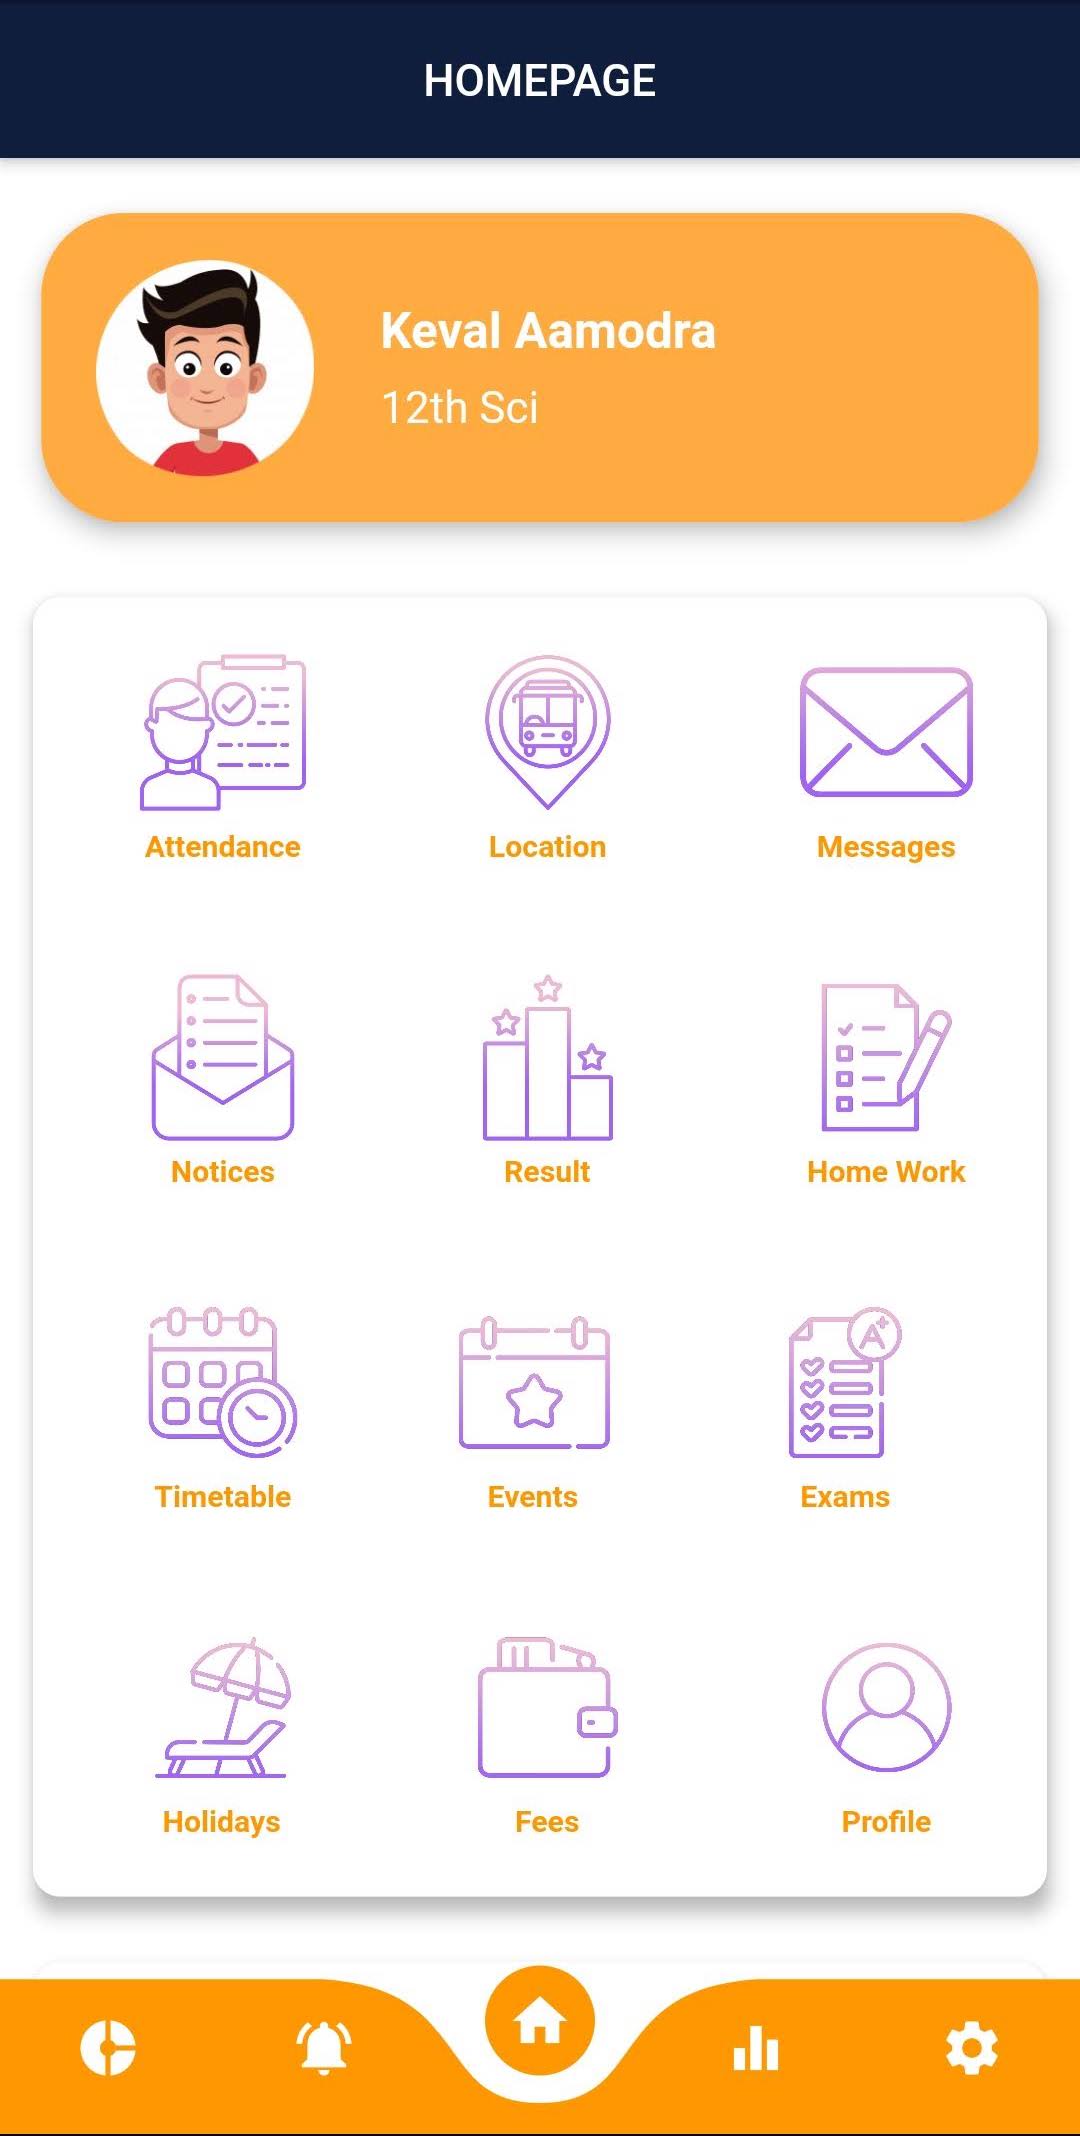 HOMEPAGE
Keval Aamodra
12th Sci
Attendance
Location
Messages
Notices
Result
Home Work
A+
Timetable
Events
Exams
Holidays
Fees
Profile